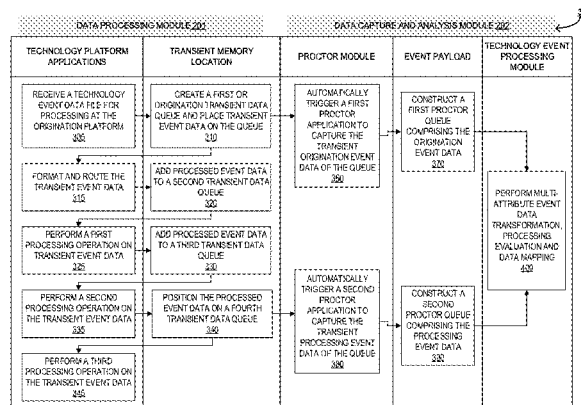 DATA PROCESSING MODULE 201
DATA CAPTURE AND ANALYSIS MODULE 202
TECHNOLOGY PLATFORM
APPLICATIONS
TRANSIENT MEMORY
LOCATION
PROCTOR MODULE
EVENT PAYLOAD
TECHNOLOGY EVENT
PROCESSING
MODULE
RECEIVE A TECHNOLOGY
EVENT DATA FILE FOR
PROCESSING AT THE
ORIGINATION PLATFORM
305
CREATE A FIRST OR
ORIGINATION TRANSIENT DATA
QUEUE AND PLACE TRANSIENT
EVENT DATA ON THE QUEUE
310
AUTOMATICALLY
TRIGGER A FIRST
PROCTOR
APPLICATION TO
CAPTURE THE
TRANSIENT
ORIGINATION EVENT
DATA OF THE QUEUE
350
CONSTRUCT A
FIRST PROCTOR
QUEUE
COMPRISING THE
ORIGINATION
EVENT DATA
370
FORMAT AND ROUTE THE
TRANSIENT EVENT DATA
315
ADD PROCESSED EVENT DATA
TO A SECOND TRANSIENT DATA
QUEUE
320
PERFORM MULTI-
ATTRIBUTE EVENT
DATA
TRANSFORMATION,
PROCESSING
EVALUATION AND
DATA MAPPING
400
PERFORM A FIRST
PROCESSING OPERATION ON
TRANSIENT EVENT DATA
325
ADD PROCESSED EVENT DATA
TO A THIRD TRANSIENT DATA
QUEUE
330
PERFORM A SECOND
PROCESSING OPERATION ON
THE TRANSIENT EVENT DATA
335
POSITION THE PROCESSED
EVENT DATA ON A FOURTH
TRANSIENT DATA QUEUE
340
AUTOMATICALLY
TRIGGER A SECOND
PROCTOR
APPLICATION TO
CAPTURE THE
TRANSIENT
PROCESSING EVENT
DATA OF THE QUEUE
380
CONSTRUCT A
SECOND
PROCTOR QUEUE
COMPRISING THE
PROCESSING
EVENT DATA
390
PERFORM A THIRD
PROCESSING OPERATION ON
THE TRANSIENT EVENT DATA
345